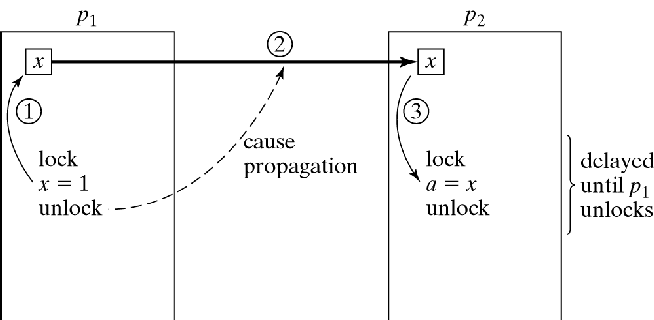 p1
p2
x
2
x
1
3
cause
propagation
lock
x = 1
unlock
lock
a = x
unlock
delayed
until p1
unlocks